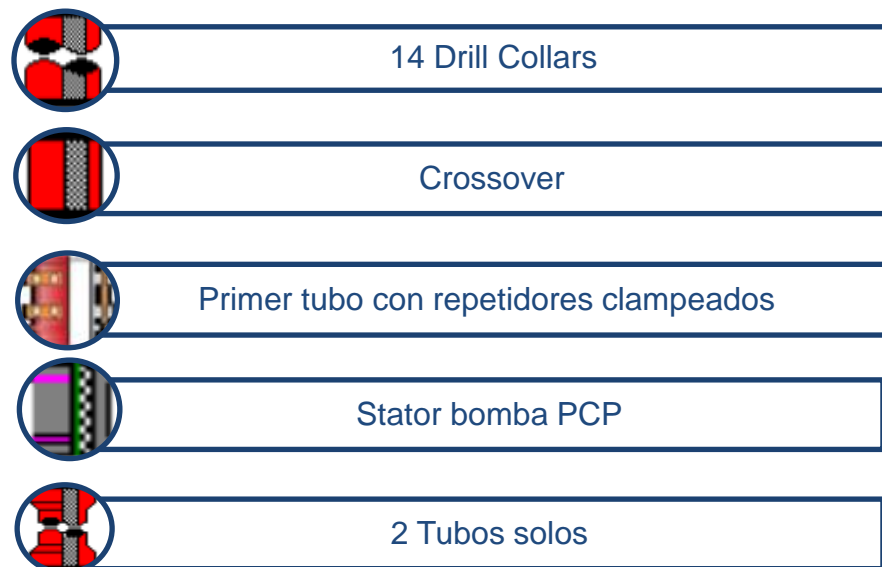 14 Drill Collars
Crossover
Primer tubo con repetidores clampeados
Stator bomba PCP
2 Tubos solos